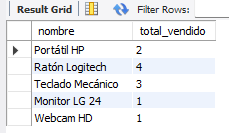 Result Grid Filter Rows:
nombre total_vendido
Portátil HP 2
Ratón Logitech 4
Teclado Mecánico 3
Monitor LG 24 1
Webcam HD 1